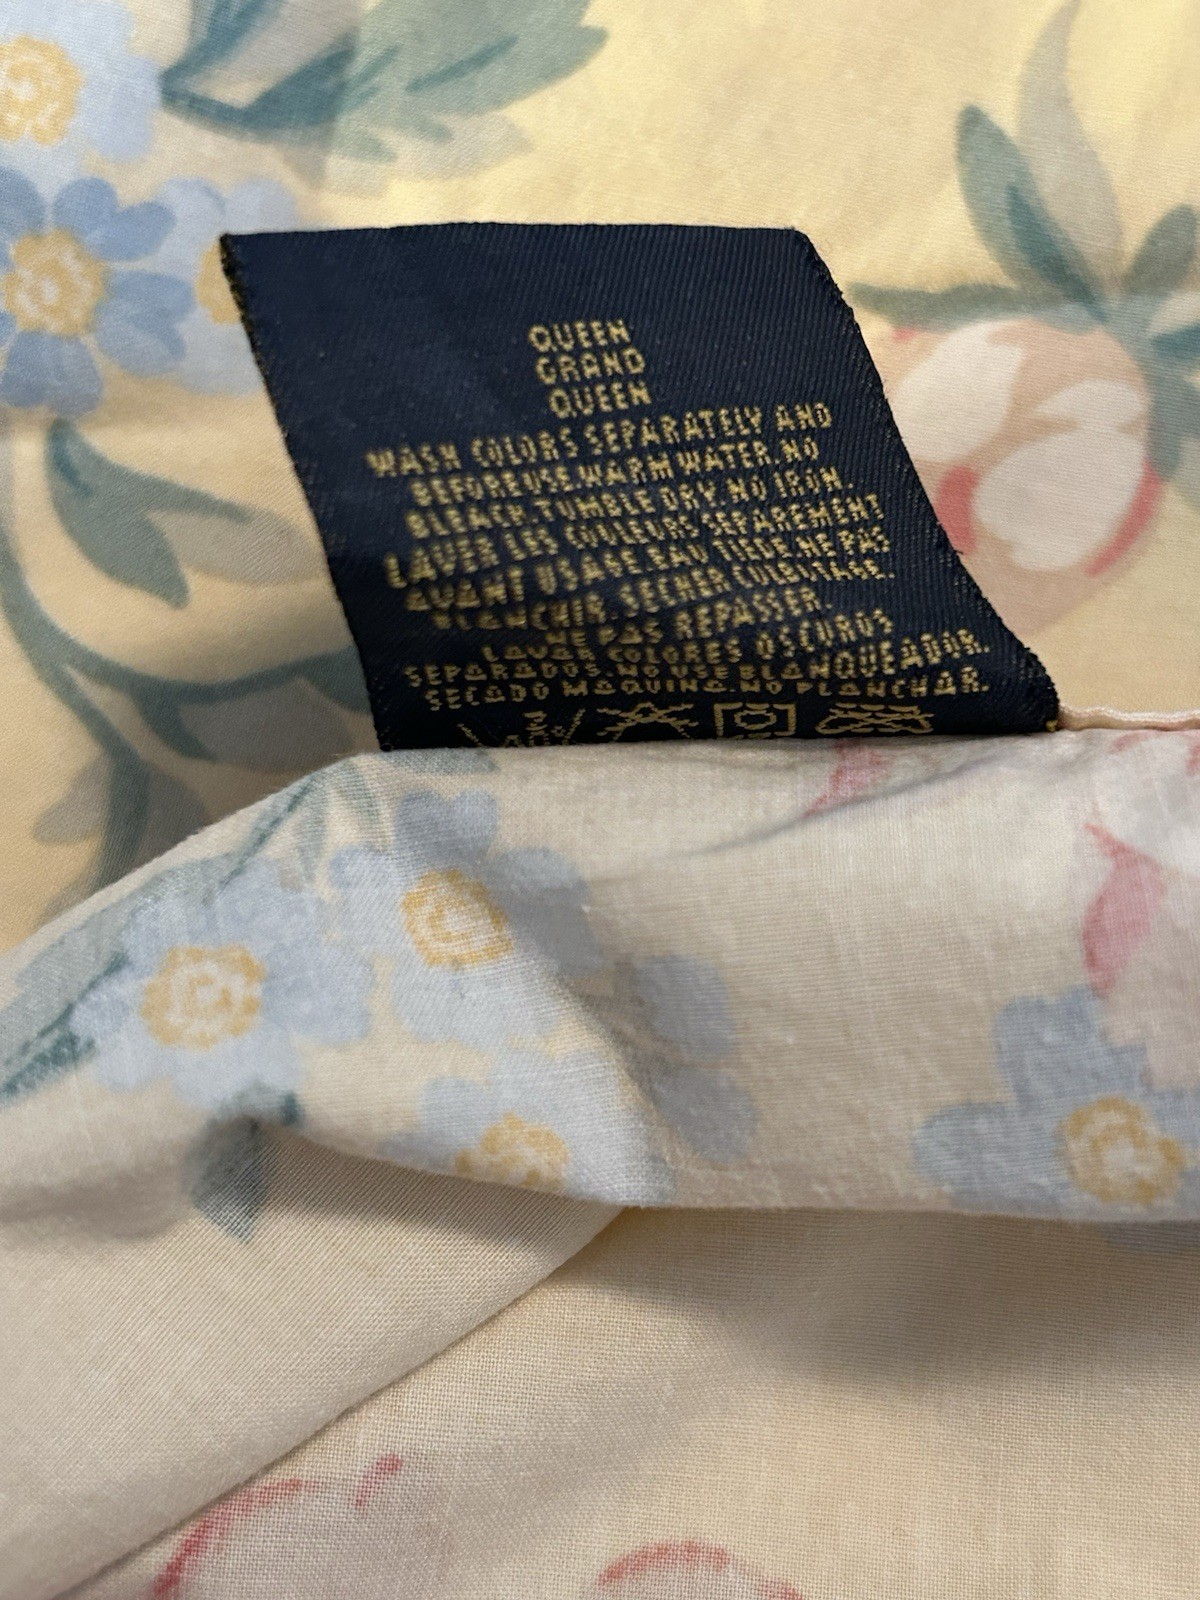 QUEEN
GRAND
QUEEN
WASH COLORS SEPARATELY AND
BEFORE USE.WARM WATER.NO
BLEACH.TUMBLE DRY.NO IRON
LAVER LES COULEURS SEPAREMENT
AVANT USAGE.EAU TIEDE.NE PAS
BLANCHIR. SECHER CULBUTAGE.
NE PAS REPASSER.
LAVAR COLORES OSCUROS
SEPARADOS.NO USE BLANQUEADOR.
SECADO MAQUINA.NO PLANCHAR.